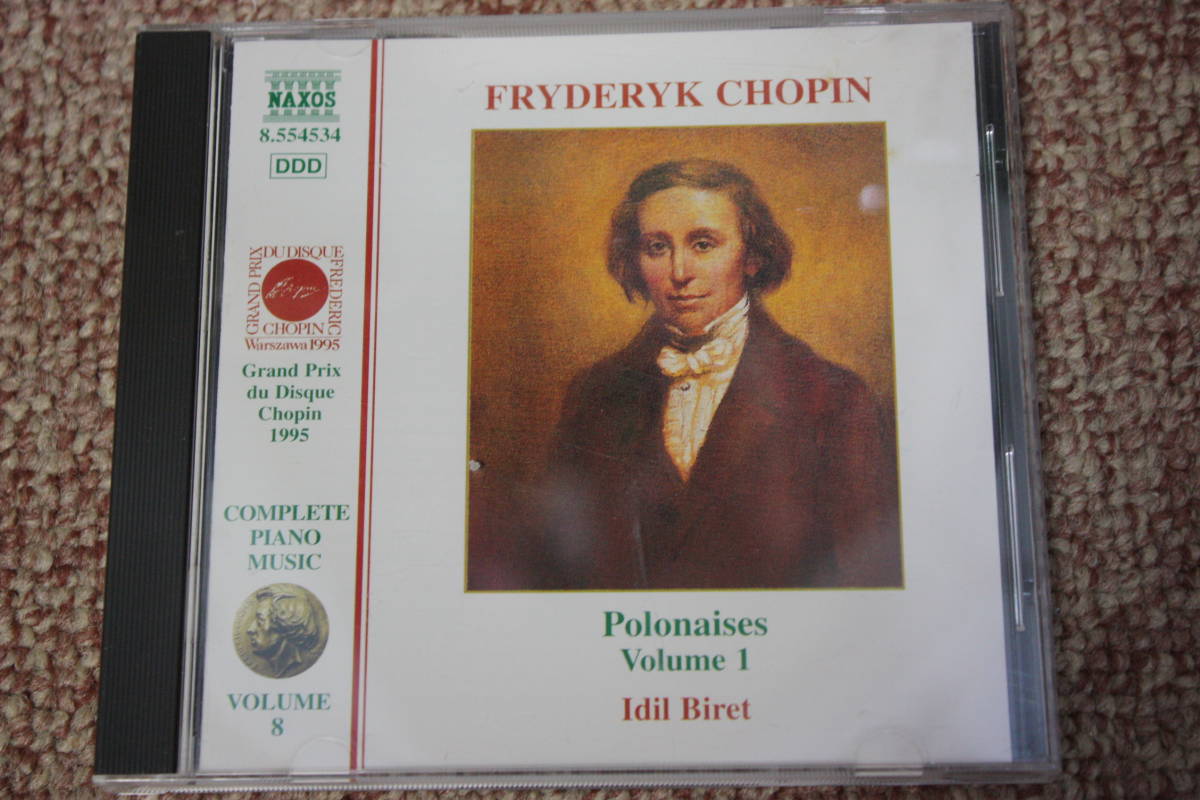 NAXOS
8.554534
DDD
GRAND PRIX
DU DISQUE
FREDERIC
CHOPIN
Warszawa 1995
Grand Prix
du Disque
Chopin
1995
COMPLETE
PIANO
MUSIC
VOLUME
8
FRYDERYK CHOPIN
Polonaises
Volume 1
Idil Biret